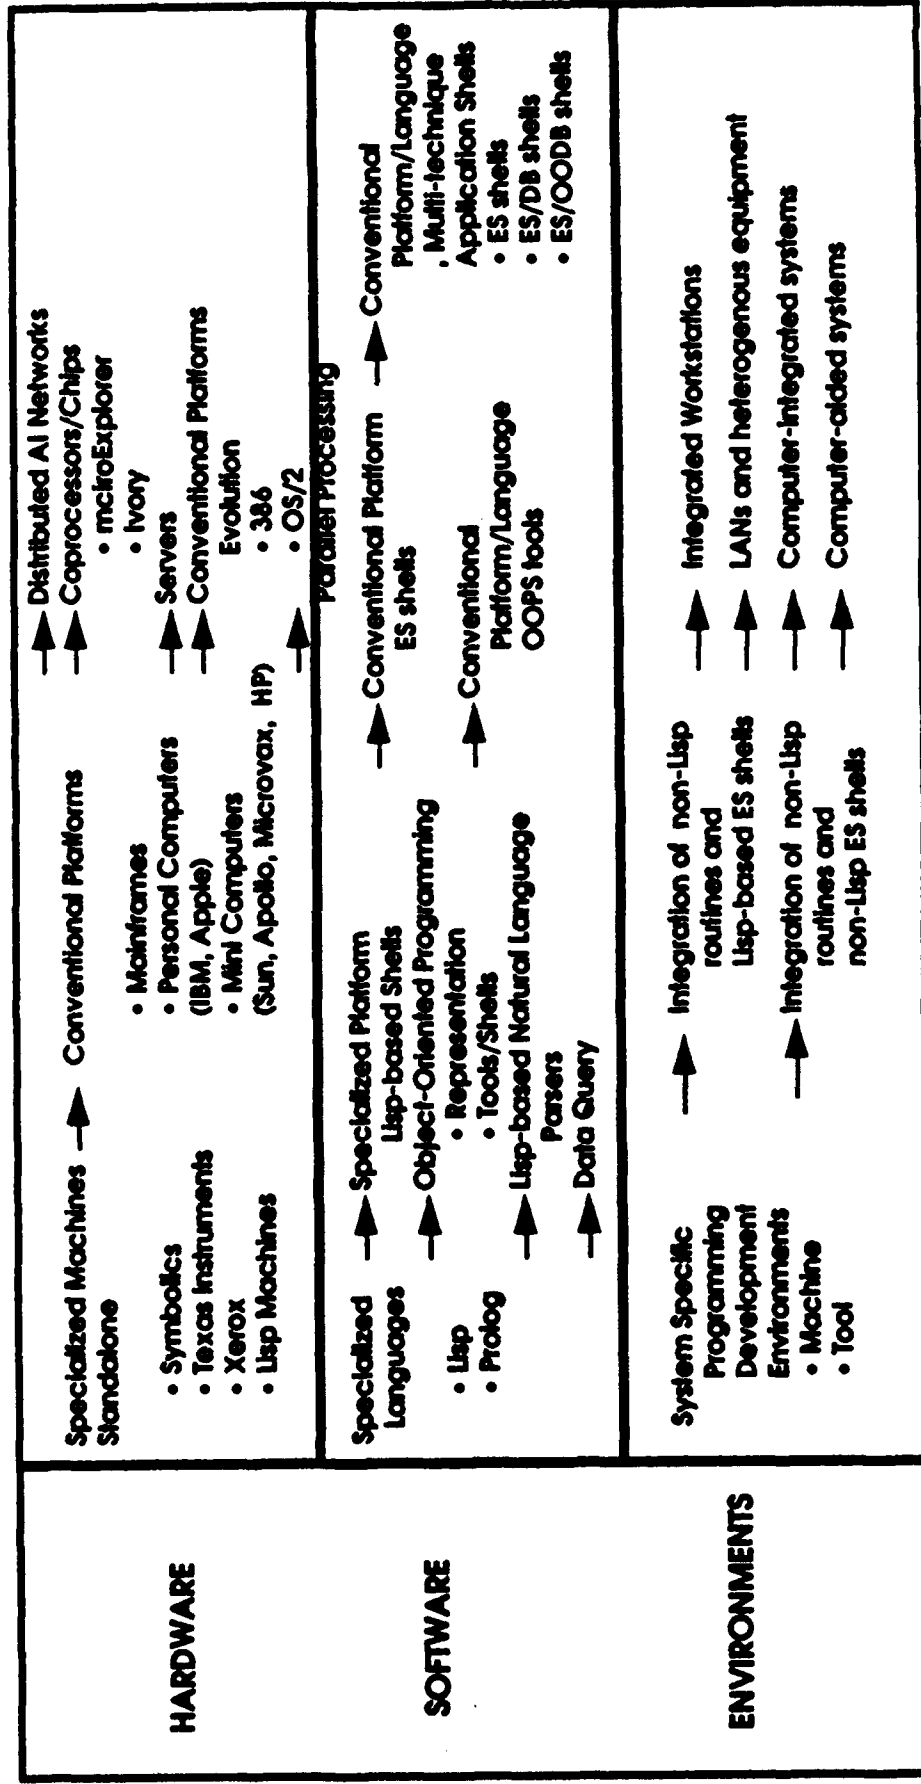 HARDWARE
Specialized Machines
Standalone
• Symbolics
• Texas Instruments
• Xerox
• Lisp Machines
Conventional Platforms
• Mainframes
• Personal Computers
(IBM, Apple)
• Mini Computers
(Sun, Apollo, Microvax, HP)
Distributed AI Networks
Coprocessors/Chips
• mciroExplorer
• Ivory
Servers
Conventional Platforms
Evolution
• 386
• OS/2
Parallel Processing
SOFTWARE
Specialized
Languages
• Lisp
• Prolog
Specialized Platform
Lisp-based Shells
Object-Oriented Programming
• Representation
• Tools/Shells
Lisp-based Natural Language
Parsers
Data Query
Conventional Platform
ES shells
Conventional
Platform/Language
OOPS tools
Conventional
Platform/Language
, Multi-technique
Application Shells
• ES shells
• ES/DB shells
• ES/OODB shells
ENVIRONMENTS
System Specific
Programming
Development
Environments
• Machine
• Tool
Integration of non-Lisp
routines and
Lisp-based ES shells
Integration of non-Lisp
routines and
non-Lisp ES shells
Integrated Workstations
LANs and heterogenous equipment
Computer-integrated systems
Computer-aided systems